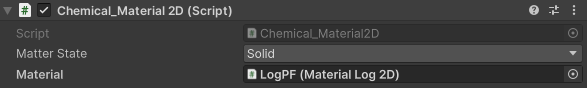 Chemical_Material 2D (Script)
Script Chemical_Material2D
Matter State Solid
Material LogPF (Material Log 2D)